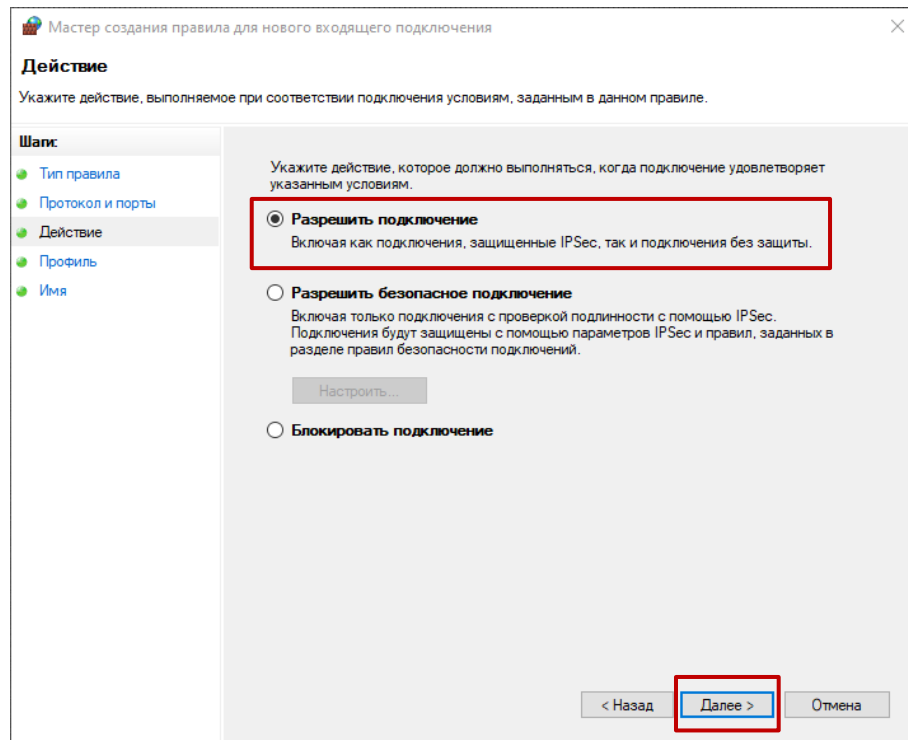 Мастер создания правила для нового входящего подключения
Действие
Укажите действие, выполняемое при соответствии подключения условиям, заданным в данном правиле.
Шаги:
Тип правила
Протокол и порты
Действие
Профиль
Имя
Укажите действие, которое должно выполняться, когда подключение удовлетворяет
указанным условиям.
Разрешить подключение
Включая как подключения, защищенные IPSec, так и подключения без защиты.
Разрешить безопасное подключение
Включая только подключения с проверкой подлинности с помощью IPSec.
Подключения будут защищены с помощью параметров IPSec и правил, заданных в
разделе правил безопасности подключений.
Настроить...
Блокировать подключение
< Назад
Далее >
Отмена